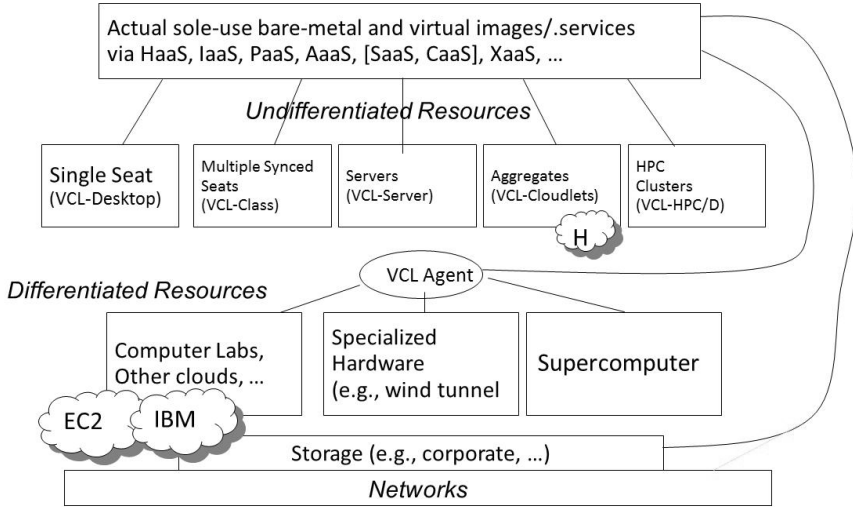 Actual sole-use bare-metal and virtual images/.services
via HaaS, IaaS, PaaS, AaaS, [SaaS, CaaS], XaaS, ...
Undifferentiated Resources
Single Seat
(VCL-Desktop)
Multiple Synced
Seats
(VCL-Class)
Servers
(VCL-Server)
Aggregates
(VCL-Cloudlets)
HPC
Clusters
(VCL-HPC/D)
H
VCL Agent
Differentiated Resources
Computer Labs,
Other clouds, ...
Specialized
Hardware
(e.g., wind tunnel
Supercomputer
EC2
IBM
Storage (e.g., corporate, ...)
Networks